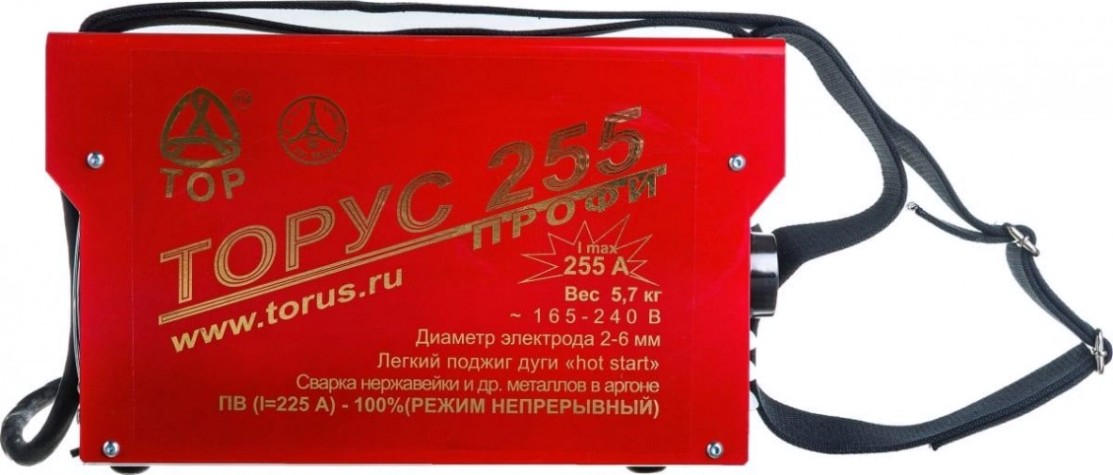 ТОР
ТОРУС 255
ПРОФИ
www.torus.ru
I max
255 А
Вес 5,7 кг
~ 165-240 В
Диаметр электрода 2-6 мм
Легкий поджиг дуги «hot start»
Сварка нержавейки и др. металлов в аргоне
ПВ (I=225 А) - 100%(РЕЖИМ НЕПРЕРЫВНЫЙ)